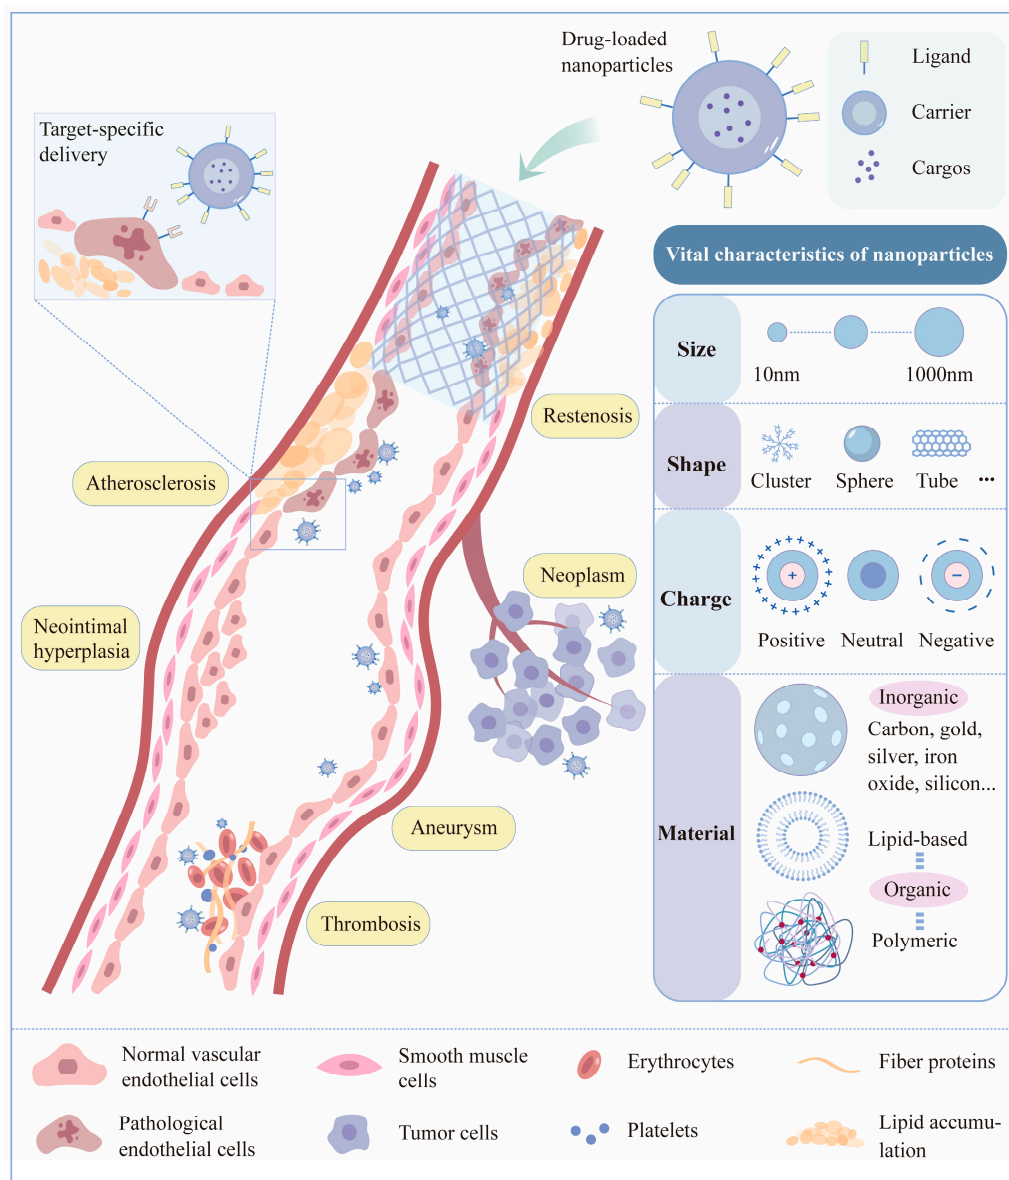 Drug-loaded
nanoparticles
Ligand
Carrier
Cargos
Target-specific
delivery
Vital characteristics of nanoparticles
Size
10nm
1000nm
Shape
Cluster
Sphere
Tube
...
Charge
+
−
Positive
Neutral
Negative
Material
Inorganic
Carbon, gold,
silver, iron
oxide, silicon...
Lipid-based
Organic
Polymeric
Restenosis
Atherosclerosis
Neoplasm
Neointimal
hyperplasia
Aneurysm
Thrombosis
Normal vascular
endothelial cells
Smooth muscle
cells
Erythrocytes
Fiber proteins
Pathological
endothelial cells
Tumor cells
Platelets
Lipid accumu-
lation